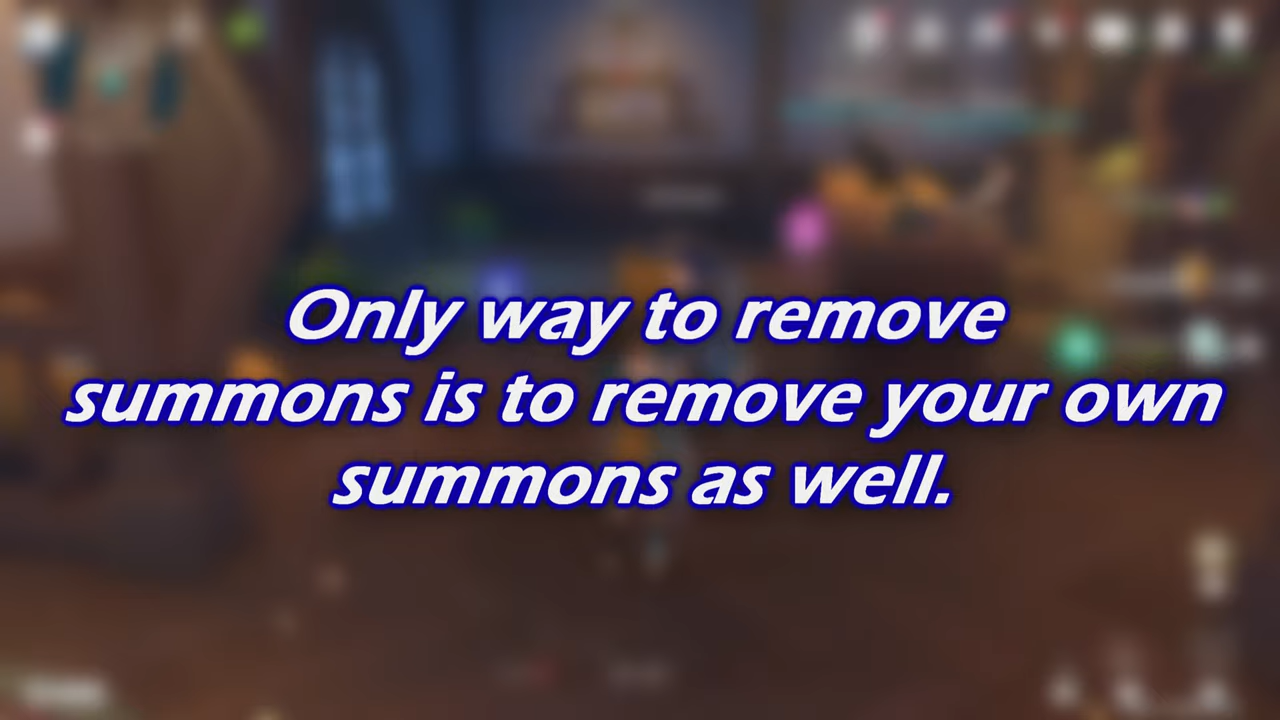 Only way to remove
summons is to remove your own
summons as well.